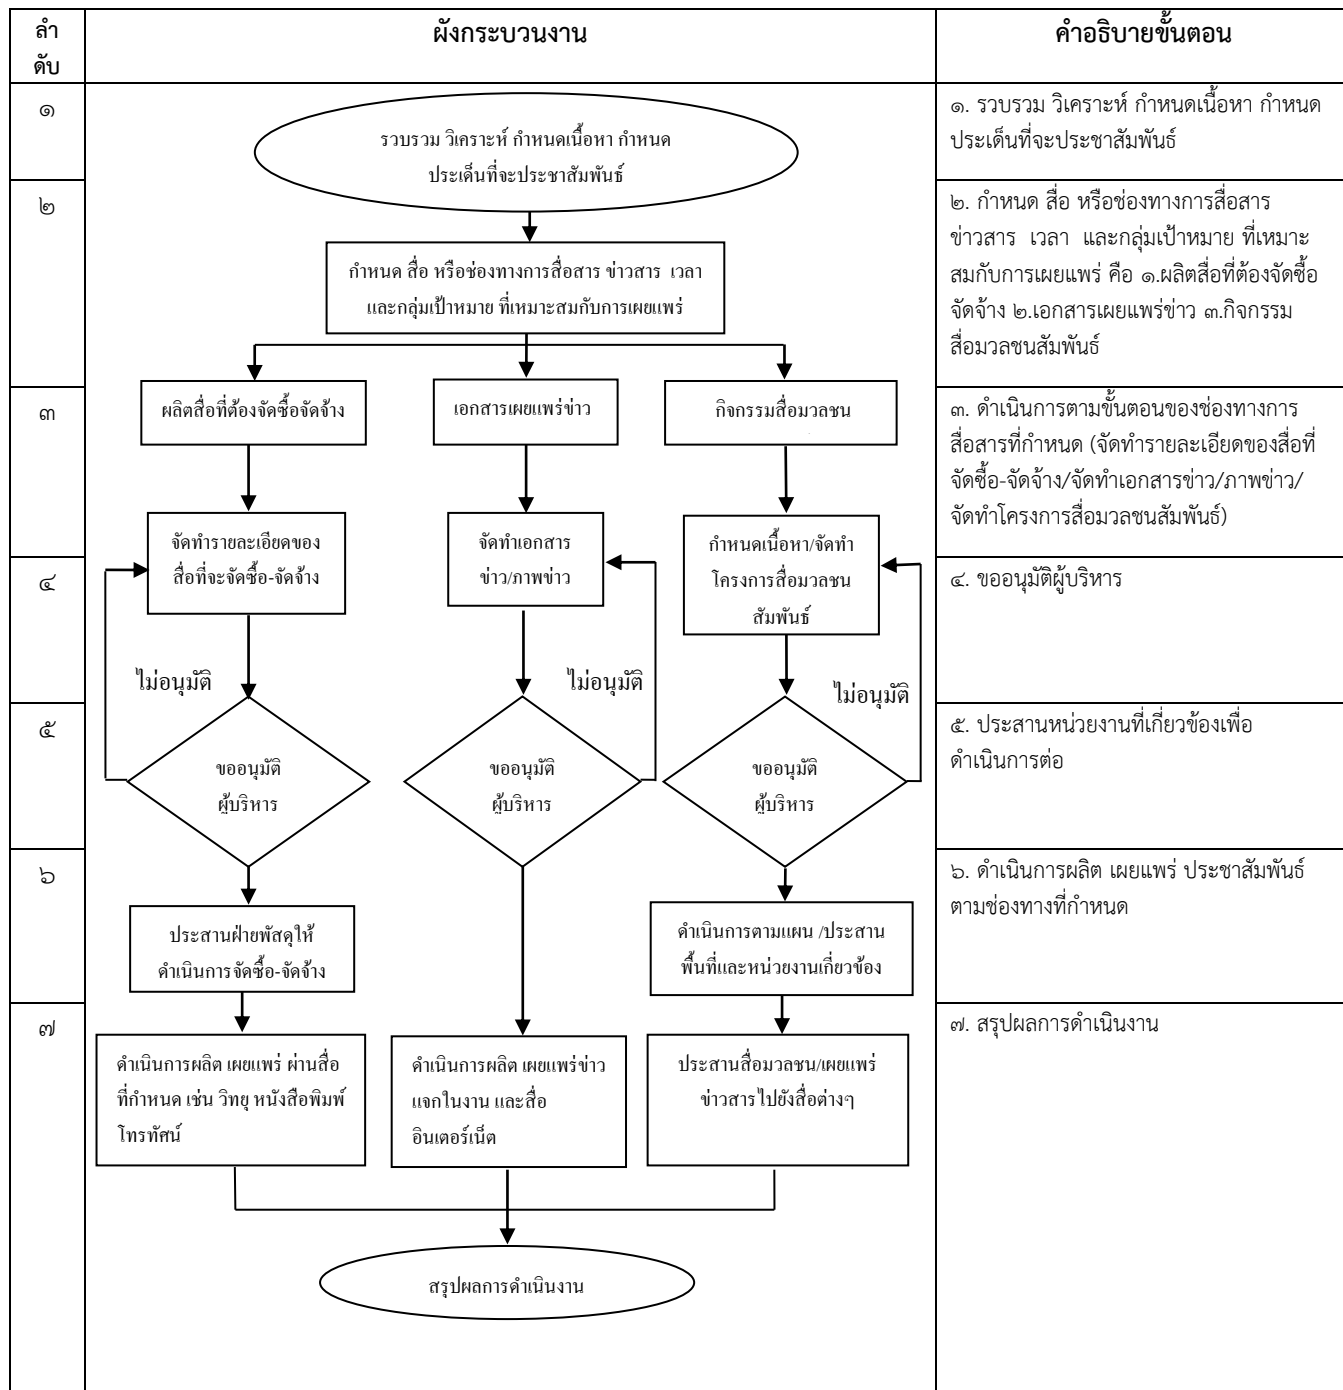 ลำ
ดับ
ผังกระบวนงาน
คำอธิบายขั้นตอน
๑
รวบรวม วิเคราะห์ กำหนดเนื้อหา กำหนด
ประเด็นที่จะประชาสัมพันธ์
๑. รวบรวม วิเคราะห์ กำหนดเนื้อหา กำหนด
ประเด็นที่จะประชาสัมพันธ์
๒
กำหนด สื่อ หรือช่องทางการสื่อสาร ข่าวสาร เวลา
และกลุ่มเป้าหมาย ที่เหมาะสมกับการเผยแพร่
๒. กำหนด สื่อ หรือช่องทางการสื่อสาร
ข่าวสาร เวลา และกลุ่มเป้าหมาย ที่เหมาะ
สมกับการเผยแพร่ คือ ๑.ผลิตสื่อที่ต้องจัดซื้อ
จัดจ้าง ๒.เอกสารเผยแพร่ข่าว ๓.กิจกรรม
สื่อมวลชนสัมพันธ์
๓
ผลิตสื่อที่ต้องจัดซื้อจัดจ้าง
เอกสารเผยแพร่ข่าว
กิจกรรมสื่อมวลชน
จัดทำรายละเอียดของ
สื่อที่จะจัดซื้อ-จัดจ้าง
จัดทำเอกสาร
ข่าว/ภาพข่าว
กำหนดเนื้อหา/จัดทำ
โครงการสื่อมวลชน
สัมพันธ์
๓. ดำเนินการตามขั้นตอนของช่องทางการ
สื่อสารที่กำหนด (จัดทำรายละเอียดของสื่อที่
จัดซื้อ-จัดจ้าง/จัดทำเอกสารข่าว/ภาพข่าว/
จัดทำโครงการสื่อมวลชนสัมพันธ์)
๔
ไม่อนุมัติ
ไม่อนุมัติ
ไม่อนุมัติ
๔. ขออนุมัติผู้บริหาร
๕
ขออนุมัติ
ผู้บริหาร
ขออนุมัติ
ผู้บริหาร
ขออนุมัติ
ผู้บริหาร
๕. ประสานหน่วยงานที่เกี่ยวข้องเพื่อ
ดำเนินการต่อ
๖
ประสานฝ่ายพัสดุให้
ดำเนินการจัดซื้อ-จัดจ้าง
ดำเนินการตามแผน /ประสาน
พื้นที่และหน่วยงานเกี่ยวข้อง
๖. ดำเนินการผลิต เผยแพร่ ประชาสัมพันธ์
ตามช่องทางที่กำหนด
๗
ดำเนินการผลิต เผยแพร่ ผ่านสื่อ
ที่กำหนด เช่น วิทยุ หนังสือพิมพ์
โทรทัศน์
ดำเนินการผลิต เผยแพร่ข่าว
แจกในงาน และสื่อ
อินเตอร์เน็ต
ประสานสื่อมวลชน/เผยแพร่
ข่าวสารไปยังสื่อต่างๆ
๗. สรุปผลการดำเนินงาน
สรุปผลการดำเนินงาน